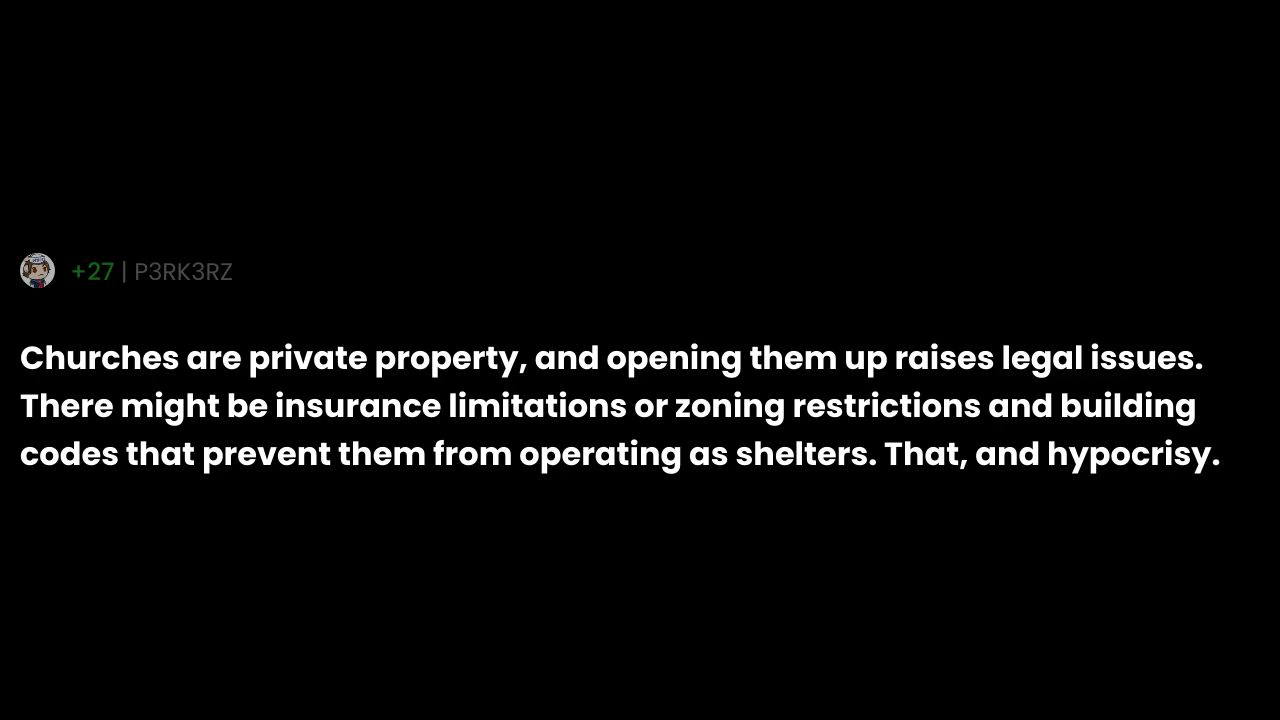 +27 | P3RK3RZ
Churches are private property, and opening them up raises legal issues.
There might be insurance limitations or zoning restrictions and building
codes that prevent them from operating as shelters. That, and hypocrisy.